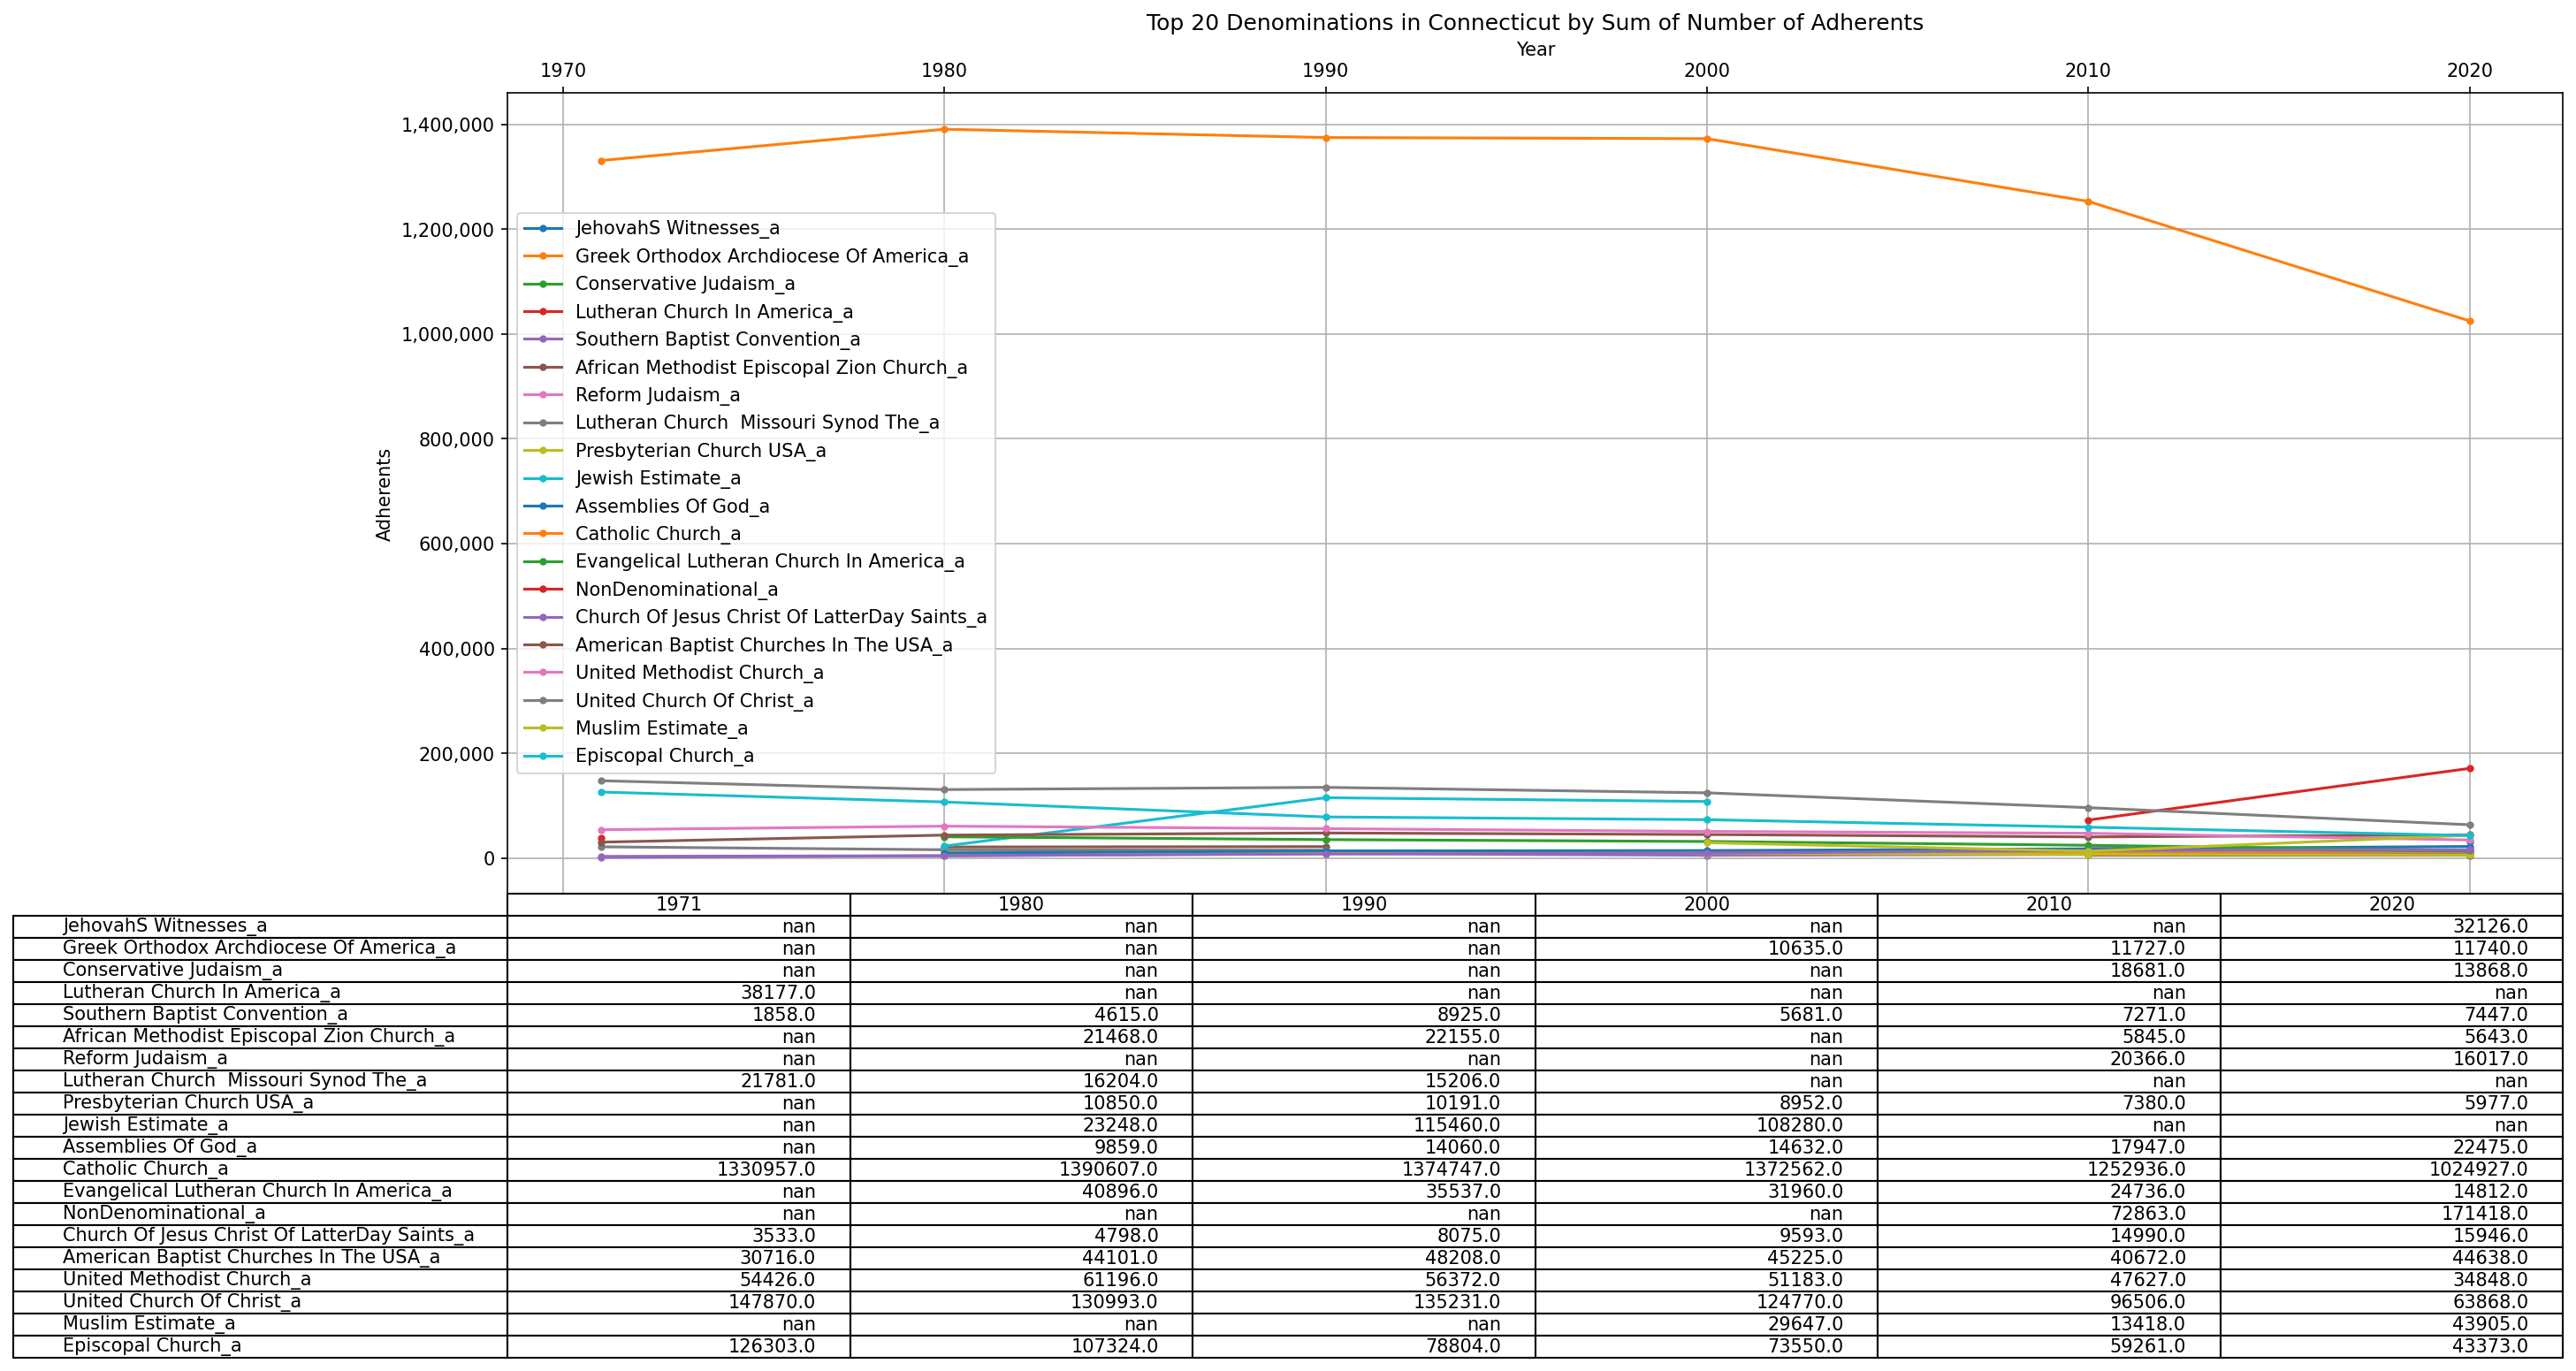 Top 20 Denominations in Connecticut by Sum of Number of Adherents
Year
1970 1980 1990 2000 2010 2020
1,400,000
1,200,000
1,000,000
800,000
600,000
400,000
200,000
0
Adherents
JehovahS Witnesses_a
Greek Orthodox Archdiocese Of America_a
Conservative Judaism_a
Lutheran Church In America_a
Southern Baptist Convention_a
African Methodist Episcopal Zion Church_a
Reform Judaism_a
Lutheran Church  Missouri Synod The_a
Presbyterian Church USA_a
Jewish Estimate_a
Assemblies Of God_a
Catholic Church_a
Evangelical Lutheran Church In America_a
NonDenominational_a
Church Of Jesus Christ Of LatterDay Saints_a
American Baptist Churches In The USA_a
United Methodist Church_a
United Church Of Christ_a
Muslim Estimate_a
Episcopal Church_a
1971 1980 1990 2000 2010 2020
JehovahS Witnesses_a nan nan nan nan nan 32126.0
Greek Orthodox Archdiocese Of America_a nan nan nan 10635.0 11727.0 11740.0
Conservative Judaism_a nan nan nan nan 18681.0 13868.0
Lutheran Church In America_a 38177.0 nan nan nan nan nan
Southern Baptist Convention_a 1858.0 4615.0 8925.0 5681.0 7271.0 7447.0
African Methodist Episcopal Zion Church_a nan 21468.0 22155.0 nan 5845.0 5643.0
Reform Judaism_a nan nan nan nan 20366.0 16017.0
Lutheran Church  Missouri Synod The_a 21781.0 16204.0 15206.0 nan nan nan
Presbyterian Church USA_a nan 10850.0 10191.0 8952.0 7380.0 5977.0
Jewish Estimate_a nan 23248.0 115460.0 108280.0 nan nan
Assemblies Of God_a nan 9859.0 14060.0 14632.0 17947.0 22475.0
Catholic Church_a 1330957.0 1390607.0 1374747.0 1372562.0 1252936.0 1024927.0
Evangelical Lutheran Church In America_a nan 40896.0 35537.0 31960.0 24736.0 14812.0
NonDenominational_a nan nan nan nan 72863.0 171418.0
Church Of Jesus Christ Of LatterDay Saints_a 3533.0 4798.0 8075.0 9593.0 14990.0 15946.0
American Baptist Churches In The USA_a 30716.0 44101.0 48208.0 45225.0 40672.0 44638.0
United Methodist Church_a 54426.0 61196.0 56372.0 51183.0 47627.0 34848.0
United Church Of Christ_a 147870.0 130993.0 135231.0 124770.0 96506.0 63868.0
Muslim Estimate_a nan nan nan 29647.0 13418.0 43905.0
Episcopal Church_a 126303.0 107324.0 78804.0 73550.0 59261.0 43373.0